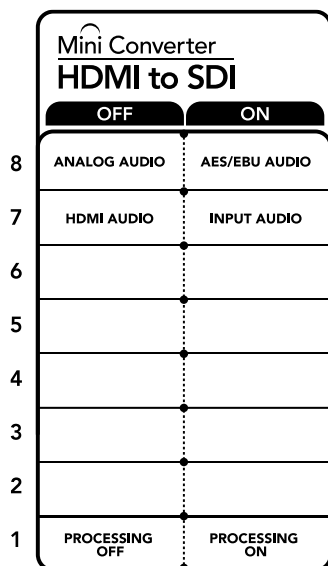 Mini Converter
HDMI to SDI
OFF ON
8 ANALOG AUDIO AES/EBU AUDIO
7 HDMI AUDIO INPUT AUDIO
6
5
4
3
2
1 PROCESSING OFF PROCESSING ON